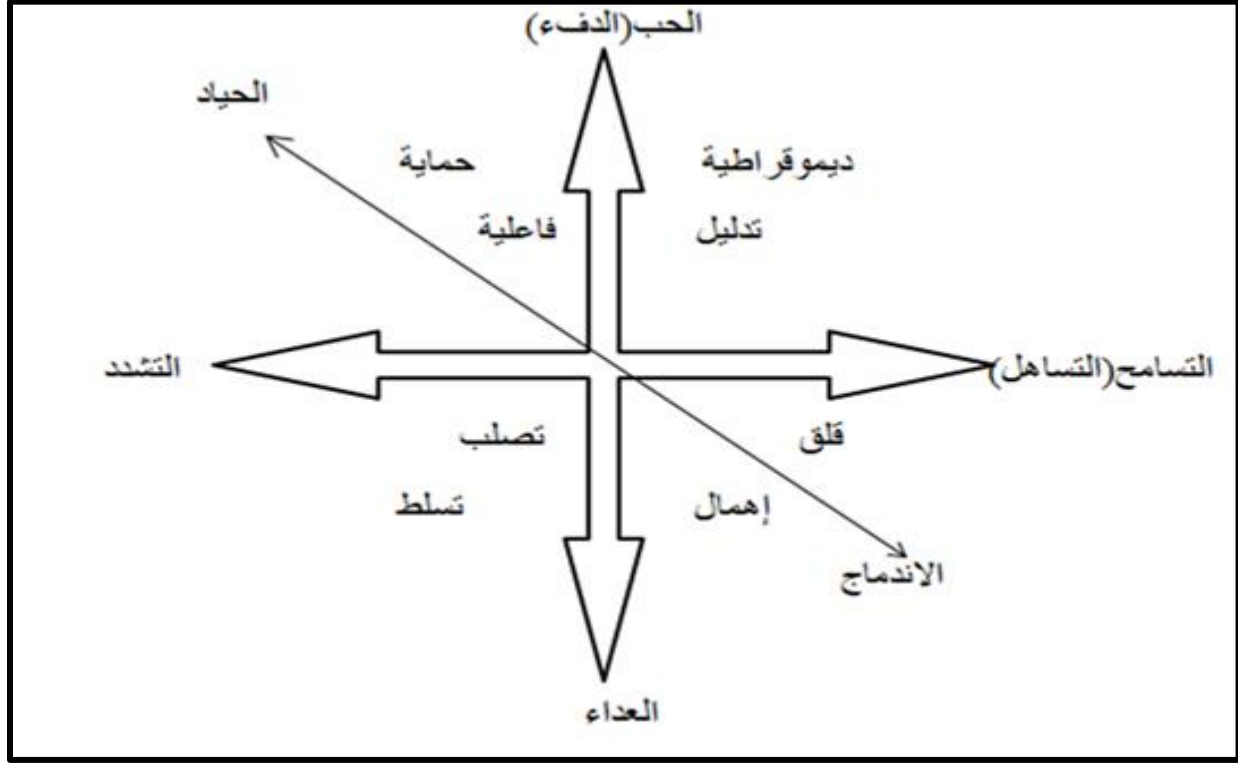 الحب(الدفء)
الحياد
ديموقراطية
حماية
تدليل
فاعلية
التسامح(التساهل)
التشدد
قلق
تصلب
إهمال
تسلط
الاندماج
العداء